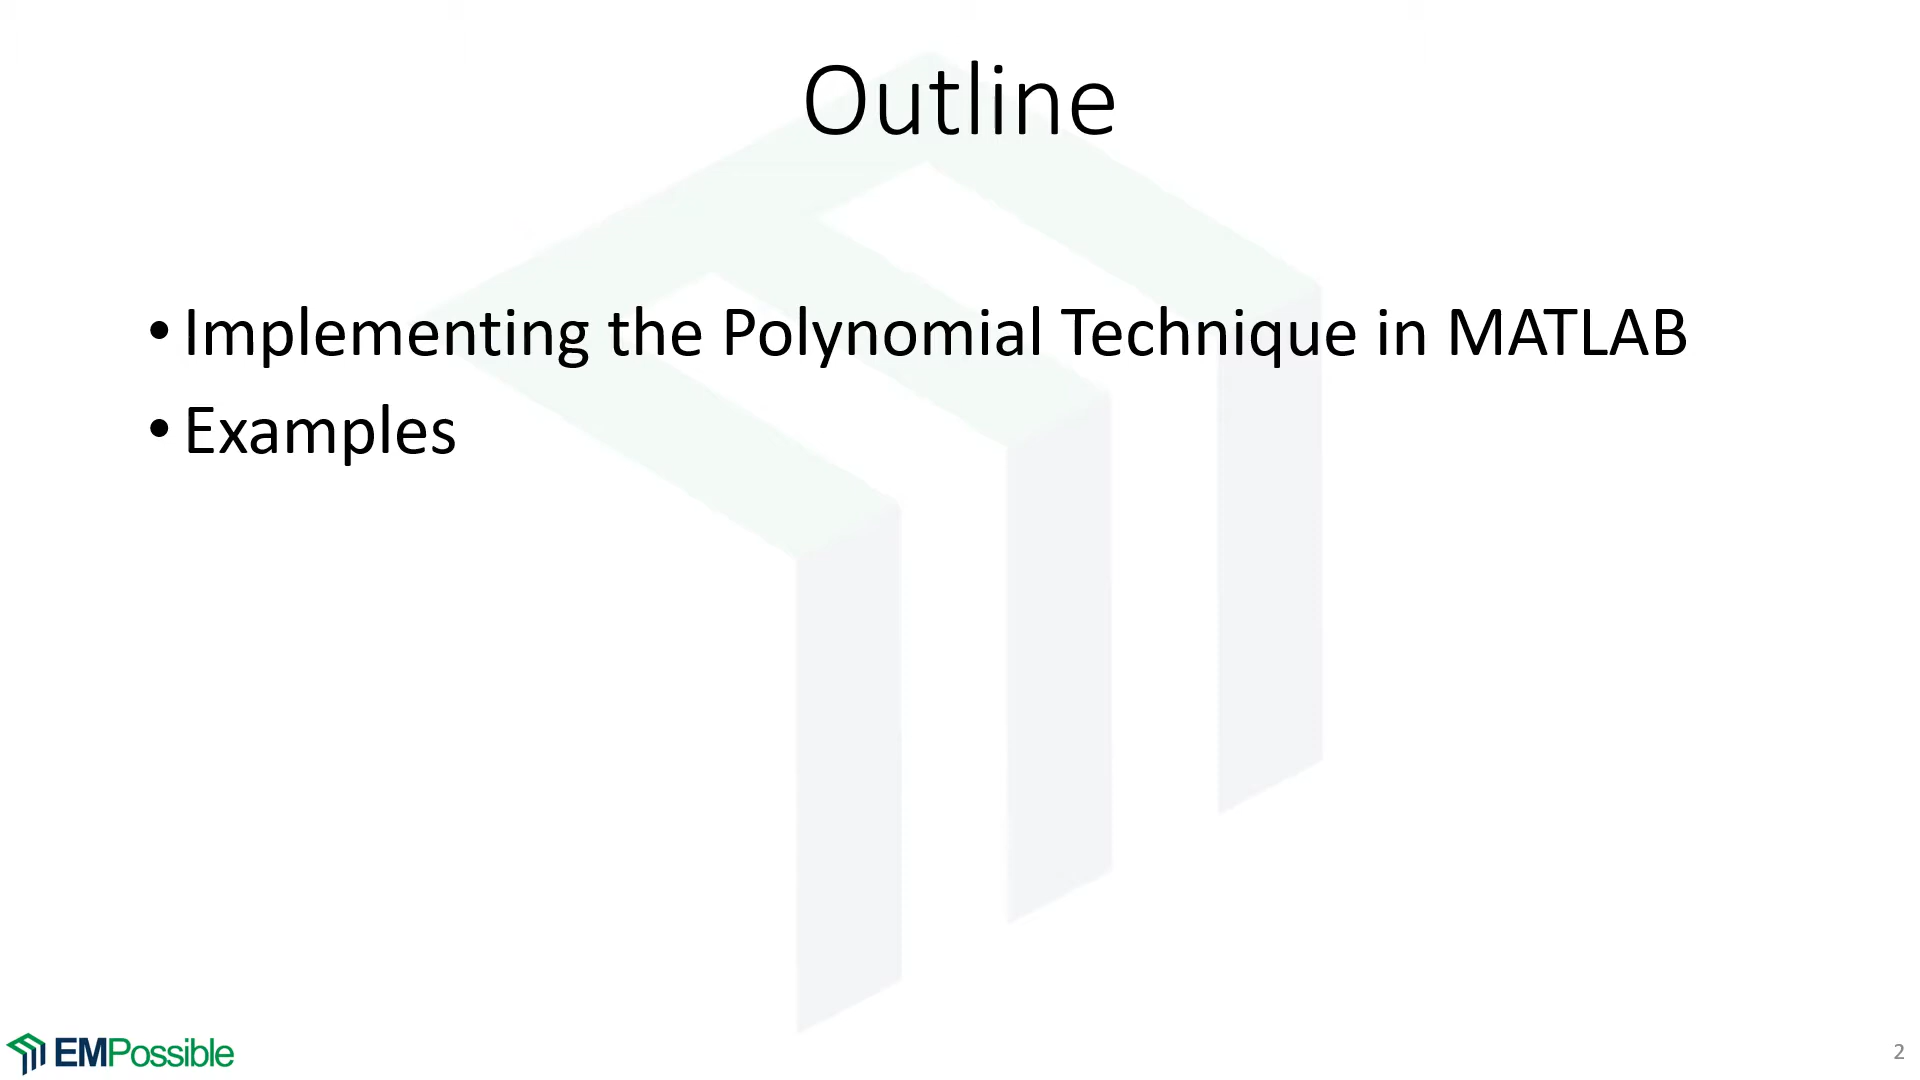 Outline
• Implementing the Polynomial Technique in MATLAB
• Examples
EMPossible
2